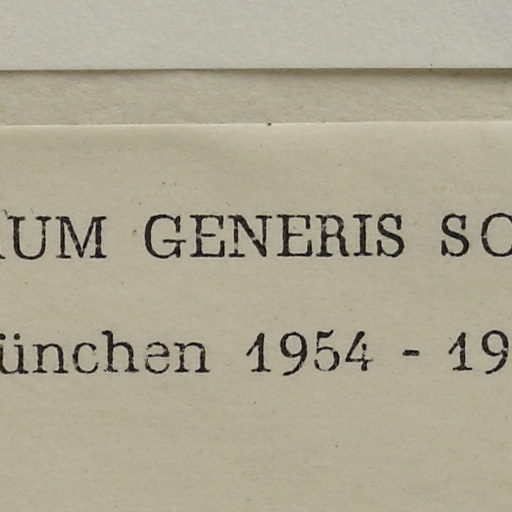 UM GENERIS SO
ünchen 1954 - 19